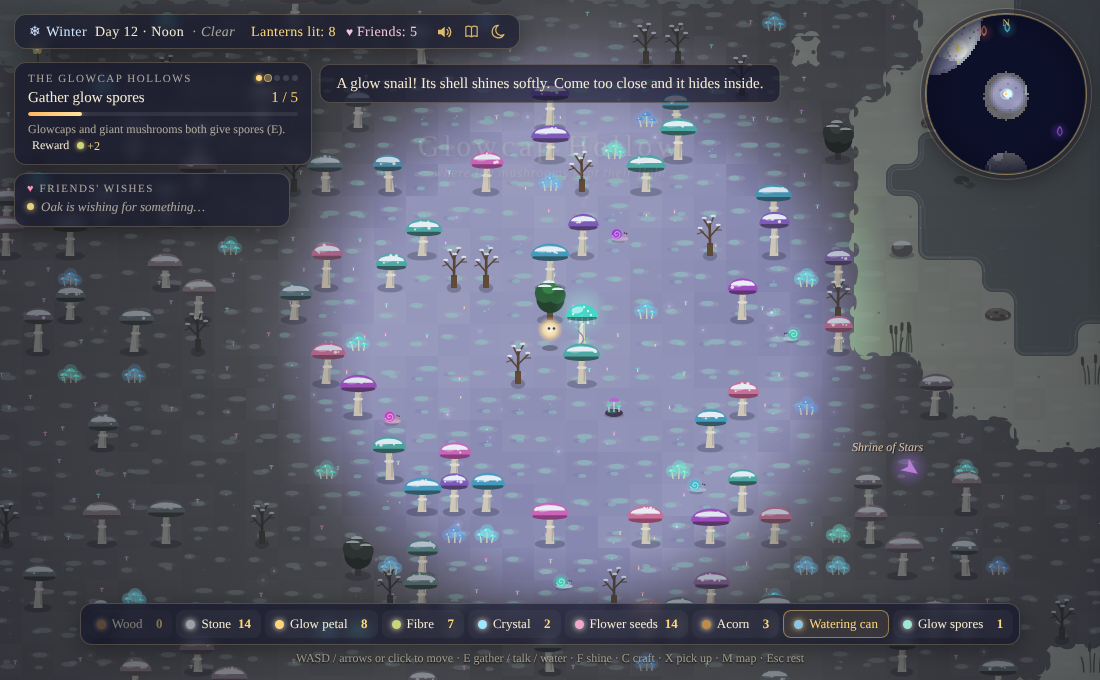 ❄ Winter Day 12 · Noon · Clear Lanterns lit: 8 ♥ Friends: 5
N
THE GLOWCAP HOLLOWS
Gather glow spores 1 / 5
Glowcaps and giant mushrooms both give spores (E).
Reward +2
A glow snail! Its shell shines softly. Come too close and it hides inside.
Glowcap Hollow
♥ FRIENDS' WISHES
Oak is wishing for something…
Shrine of Stars
Wood 0 Stone 14 Glow petal 8 Fibre 7 Crystal 2 Flower seeds 14 Acorn 3 Watering can Glow spores 1
WASD / arrows or click to move · E gather / talk / water · F shine · C craft · X pick up · M map · Esc rest